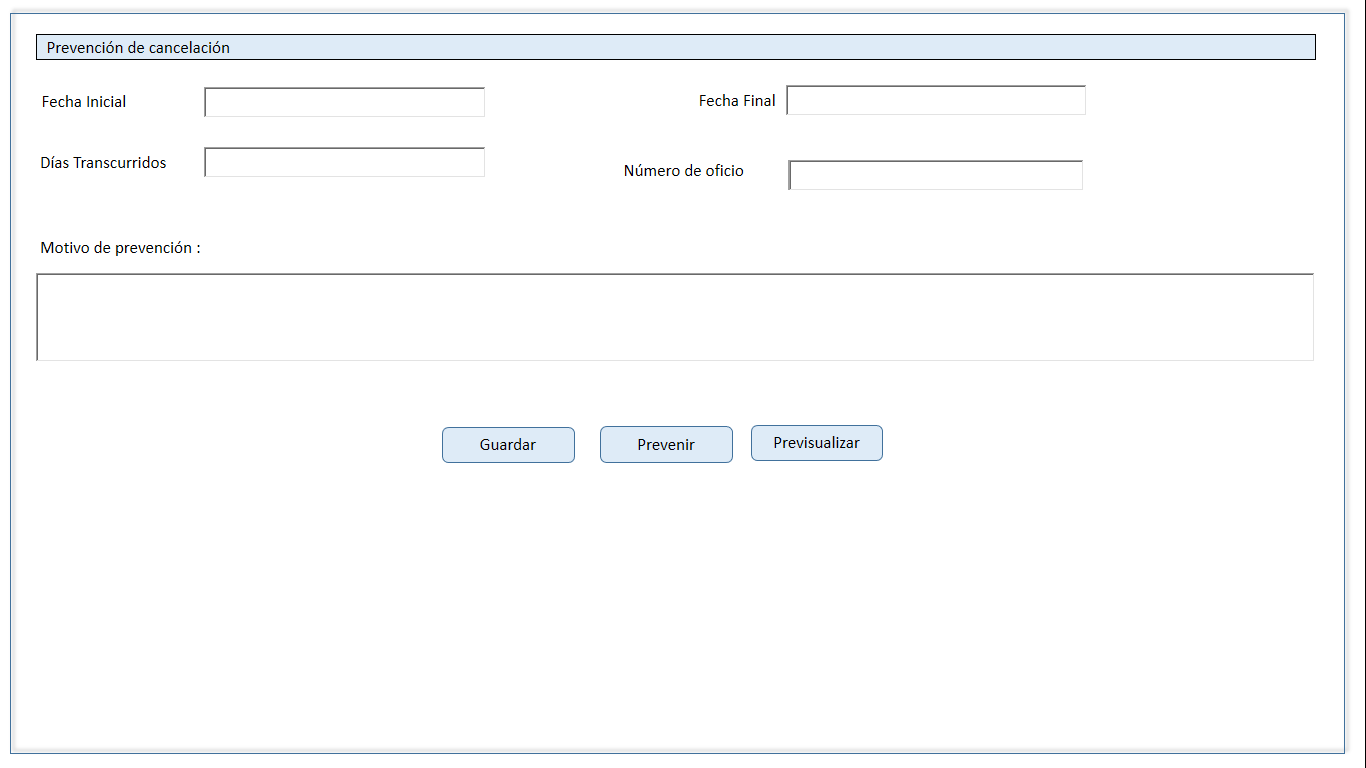 Prevención de cancelación
Fecha Inicial
Fecha Final
Días Transcurridos
Número de oficio
Motivo de prevención :
Guardar
Prevenir
Previsualizar